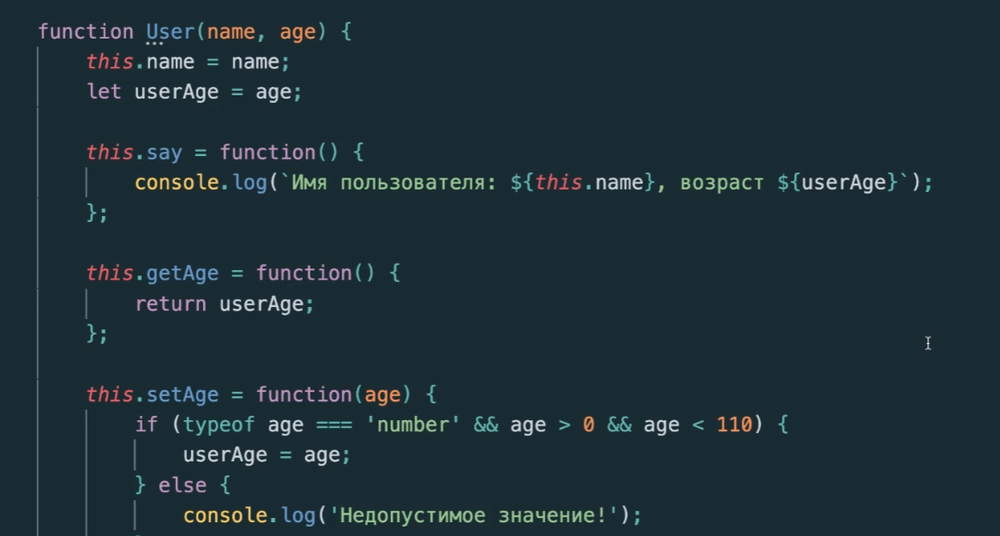 function User(name, age) {
this.name = name;
let userAge = age;
this.say = function() {
console.log(`Имя пользователя: ${this.name}, возраст ${userAge}`);
};
this.getAge = function() {
return userAge;
};
this.setAge = function(age) {
if (typeof age === 'number' && age > 0 && age < 110) {
userAge = age;
} else {
console.log('Недопустимое значение!');